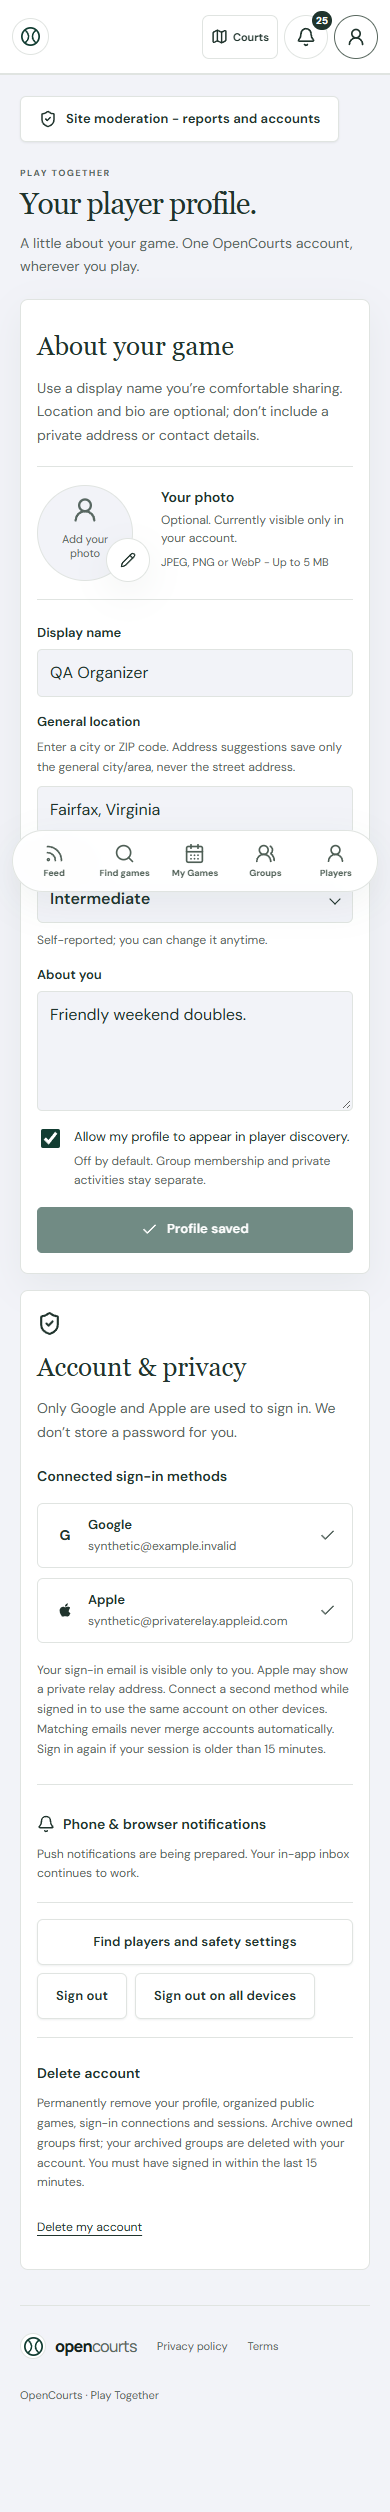 Courts
25
Site moderation - reports and accounts
PLAY TOGETHER
Your player profile.
A little about your game. One OpenCourts account,
wherever you play.
About your game
Use a display name you’re comfortable sharing.
Location and bio are optional; don’t include a
private address or contact details.
Add your
photo
Your photo
Optional. Currently visible only in
your account.
JPEG, PNG or WebP - Up to 5 MB
Display name
QA Organizer
General location
Enter a city or ZIP code. Address suggestions save only
the general city/area, never the street address.
Fairfax, Virginia
Feed
Find games
My Games
Groups
Players
Intermediate
Self-reported; you can change it anytime.
About you
Friendly weekend doubles.
Allow my profile to appear in player discovery.
Off by default. Group membership and private
activities stay separate.
Profile saved
Account & privacy
Only Google and Apple are used to sign in. We
don’t store a password for you.
Connected sign-in methods
G
Google
synthetic@example.invalid
Apple
synthetic@privaterelay.appleid.com
Your sign-in email is visible only to you. Apple may show
a private relay address. Connect a second method while
signed in to use the same account on other devices.
Matching emails never merge accounts automatically.
Sign in again if your session is older than 15 minutes.
Phone & browser notifications
Push notifications are being prepared. Your in-app inbox
continues to work.
Find players and safety settings
Sign out
Sign out on all devices
Delete account
Permanently remove your profile, organized public
games, sign-in connections and sessions. Archive owned
groups first; your archived groups are deleted with your
account. You must have signed in within the last 15
minutes.
Delete my account
opencourts
Privacy policy
Terms
OpenCourts · Play Together